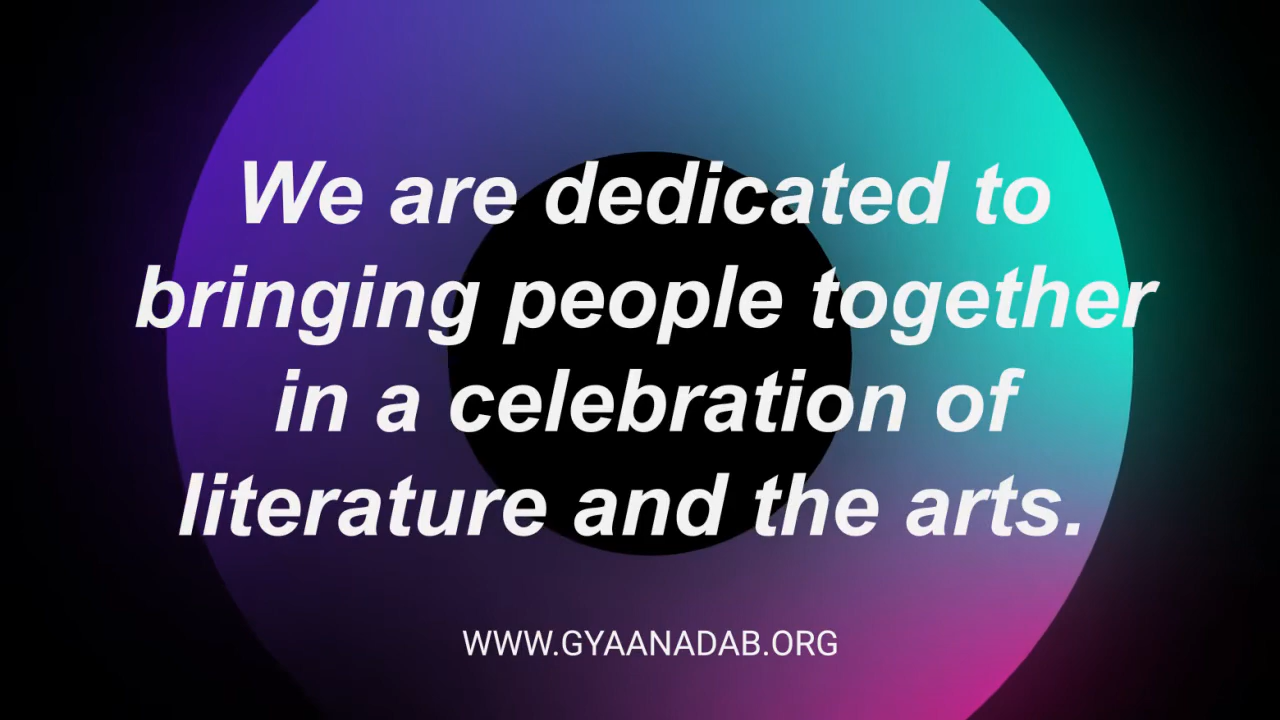 We are dedicated to
bringing people together
in a celebration of
literature and the arts.
WWW.GYAANADAB.ORG